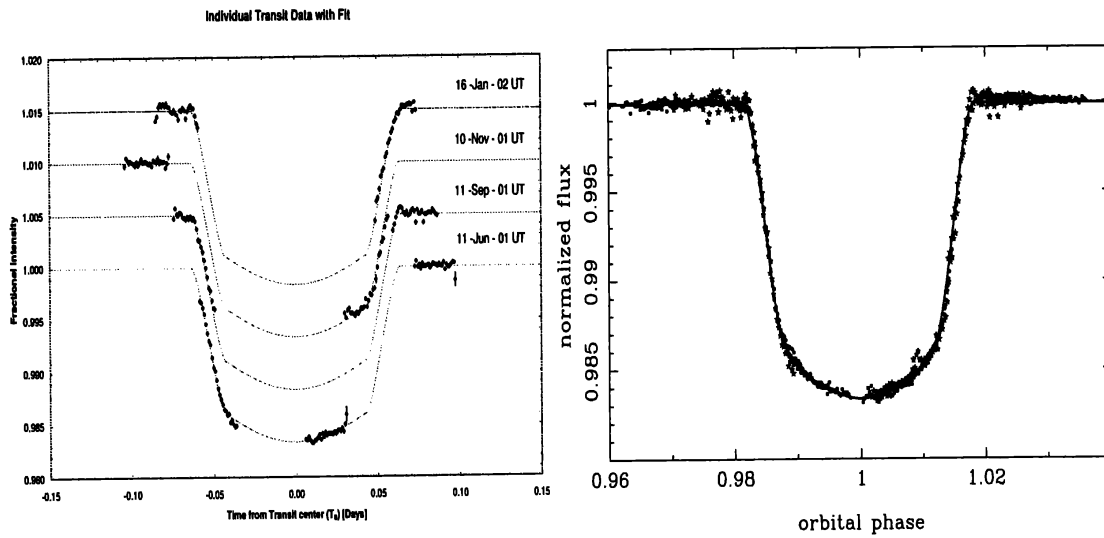 Individual Transit Data with Fit
1.020
1.015
1.010
1.005
1.000
0.995
0.990
0.985
0.980
Fractional Intensity
16 -Jan - 02 UT
10-Nov - 01 UT
11-Sep - 01 UT
11-Jun - 01 UT
-0.15
-0.10
-0.05
0.00
0.05
0.10
0.15
Time from Transit center (T0) [Days]
normalized flux
1
0.995
0.99
0.985
0.96
0.98
1
1.02
orbital phase